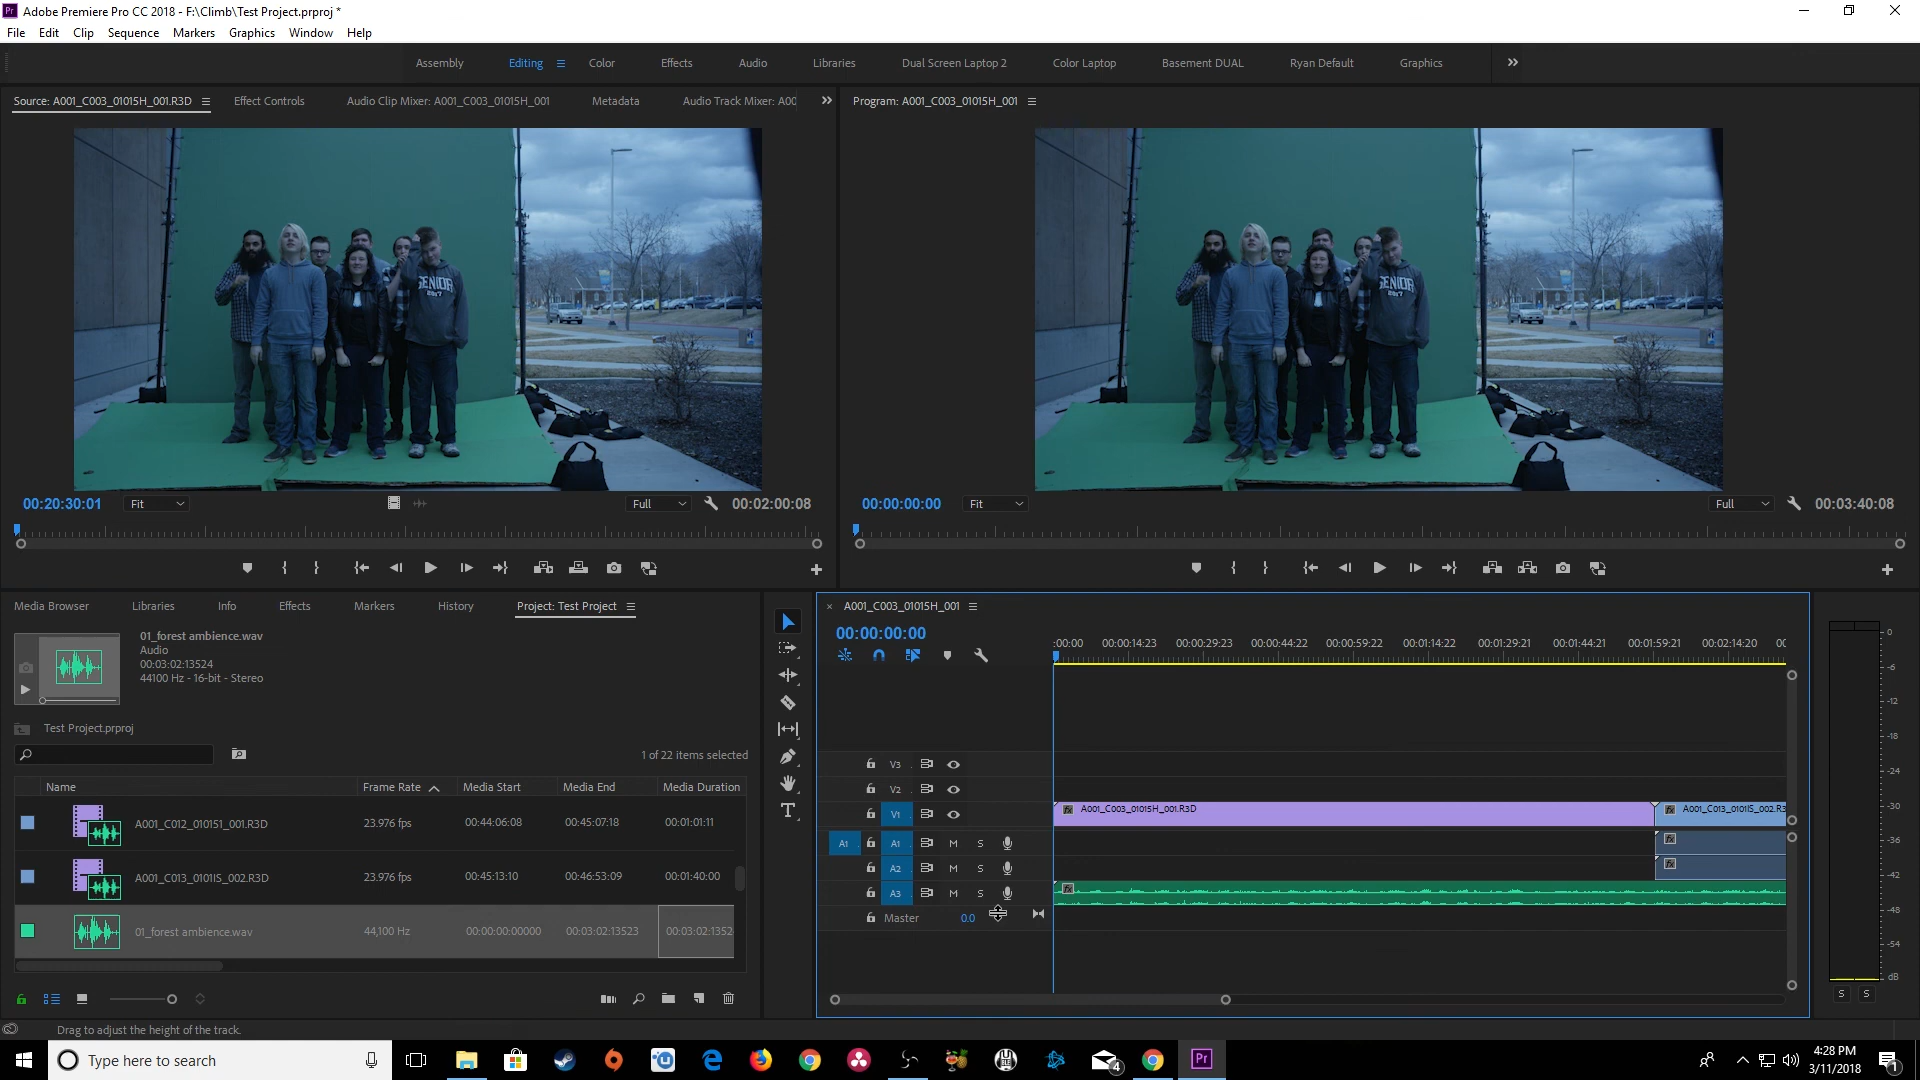 Adobe Premiere Pro CC 2018 - F:\Climb\Test Project.prproj *
File Edit Clip Sequence Markers Graphics Window Help
Assembly Editing Color Effects Audio Libraries Dual Screen Laptop 2 Color Laptop Basement DUAL Ryan Default Graphics
Source: A001_C003_01015H_001.R3D Effect Controls Audio Clip Mixer: A001_C003_01015H_001 Metadata Audio Track Mixer: A00
Program: A001_C003_01015H_001
SENIOR
2017
SENIOR
2017
00:20:30:01 Fit Full 00:02:00:08
00:00:00:00 Fit Full 00:03:40:08
Media Browser Libraries Info Effects Markers History Project: Test Project
01_forest ambience.wav
Audio
00:03:02:13524
44100 Hz - 16-bit - Stereo
Test Project.prproj
1 of 22 items selected
Name Frame Rate Media Start Media End Media Duration
A001_C012_0101S1_001.R3D 23.976 fps 00:44:06:08 00:45:07:18 00:01:01:11
A001_C013_0101IS_002.R3D 23.976 fps 00:45:13:10 00:46:53:09 00:01:40:00
01_forest ambience.wav 44,100 Hz 00:00:00:00000 00:03:02:13523 00:03:02:1352
A001_C003_01015H_001
00:00:00:00
:00:00 00:00:14:23 00:00:29:23 00:00:44:22 00:00:59:22 00:01:14:22 00:01:29:21 00:01:44:21 00:01:59:21 00:02:14:20 00
V3
V2
V1 A001_C003_01015H_001.R3D A001_C013_0101IS_002.R3
A1 A1 M S
A2 M S
A3 M S
Master 0.0
0
-6
-12
-18
-24
-30
-36
-42
-48
-54
dB
S S
Drag to adjust the height of the track.
Type here to search
4
Pr
4:28 PM
3/11/2018
1